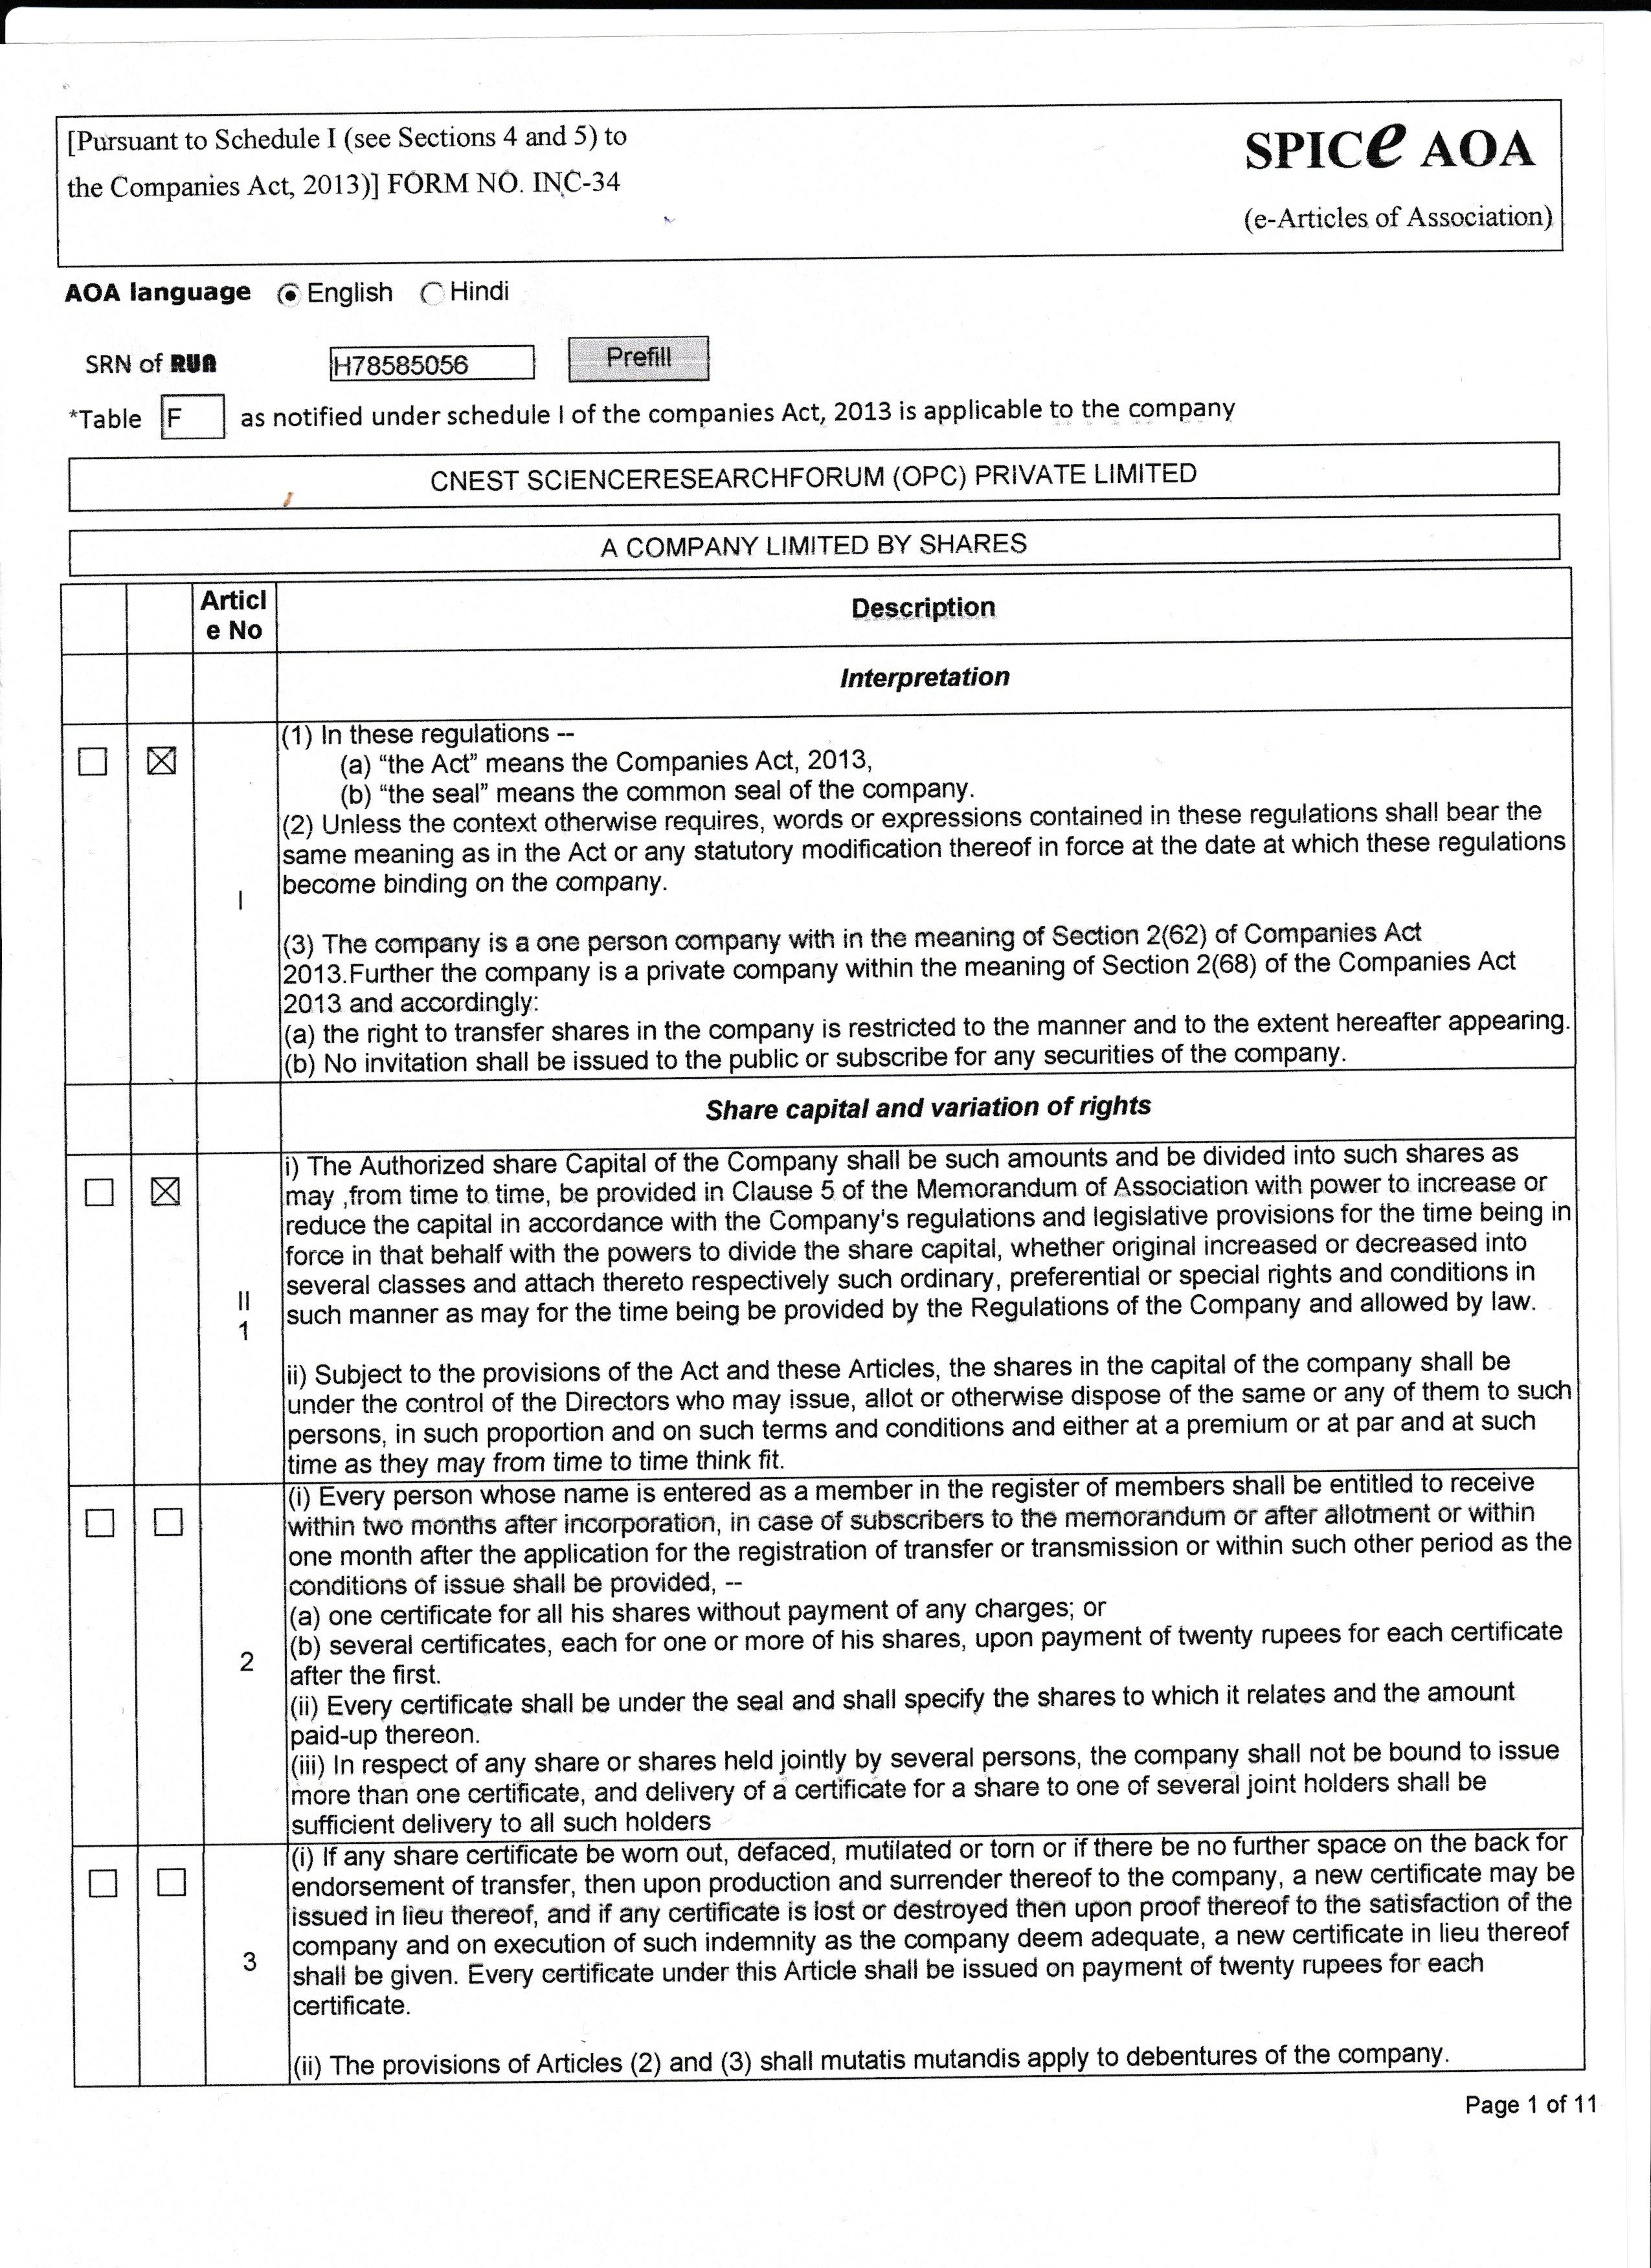 [Pursuant to Schedule I (see Sections 4 and 5) to
the Companies Act, 2013)] FORM NO. INC-34
SPICe AOA
(e-Articles of Association)
AOA language English Hindi
SRN of RUN H78585056 Prefill
*Table F as notified under schedule I of the companies Act, 2013 is applicable to the company
CNEST SCIENCERESEARCHFORUM (OPC) PRIVATE LIMITED
A COMPANY LIMITED BY SHARES
Articl
e No
Description
Interpretation
I
(1) In these regulations --
(a) “the Act” means the Companies Act, 2013,
(b) “the seal” means the common seal of the company.
(2) Unless the context otherwise requires, words or expressions contained in these regulations shall bear the
same meaning as in the Act or any statutory modification thereof in force at the date at which these regulations
become binding on the company.
(3) The company is a one person company with in the meaning of Section 2(62) of Companies Act
2013.Further the company is a private company within the meaning of Section 2(68) of the Companies Act
2013 and accordingly:
(a) the right to transfer shares in the company is restricted to the manner and to the extent hereafter appearing.
(b) No invitation shall be issued to the public or subscribe for any securities of the company.
Share capital and variation of rights
II
1
i) The Authorized share Capital of the Company shall be such amounts and be divided into such shares as
may ,from time to time, be provided in Clause 5 of the Memorandum of Association with power to increase or
reduce the capital in accordance with the Company's regulations and legislative provisions for the time being in
force in that behalf with the powers to divide the share capital, whether original increased or decreased into
several classes and attach thereto respectively such ordinary, preferential or special rights and conditions in
such manner as may for the time being be provided by the Regulations of the Company and allowed by law.
ii) Subject to the provisions of the Act and these Articles, the shares in the capital of the company shall be
under the control of the Directors who may issue, allot or otherwise dispose of the same or any of them to such
persons, in such proportion and on such terms and conditions and either at a premium or at par and at such
time as they may from time to time think fit.
2
(i) Every person whose name is entered as a member in the register of members shall be entitled to receive
within two months after incorporation, in case of subscribers to the memorandum or after allotment or within
one month after the application for the registration of transfer or transmission or within such other period as the
conditions of issue shall be provided, --
(a) one certificate for all his shares without payment of any charges; or
(b) several certificates, each for one or more of his shares, upon payment of twenty rupees for each certificate
after the first.
(ii) Every certificate shall be under the seal and shall specify the shares to which it relates and the amount
paid-up thereon.
(iii) In respect of any share or shares held jointly by several persons, the company shall not be bound to issue
more than one certificate, and delivery of a certificate for a share to one of several joint holders shall be
sufficient delivery to all such holders
3
(i) If any share certificate be worn out, defaced, mutilated or torn or if there be no further space on the back for
endorsement of transfer, then upon production and surrender thereof to the company, a new certificate may be
issued in lieu thereof, and if any certificate is lost or destroyed then upon proof thereof to the satisfaction of the
company and on execution of such indemnity as the company deem adequate, a new certificate in lieu thereof
shall be given. Every certificate under this Article shall be issued on payment of twenty rupees for each
certificate.
(ii) The provisions of Articles (2) and (3) shall mutatis mutandis apply to debentures of the company.
Page 1 of 11